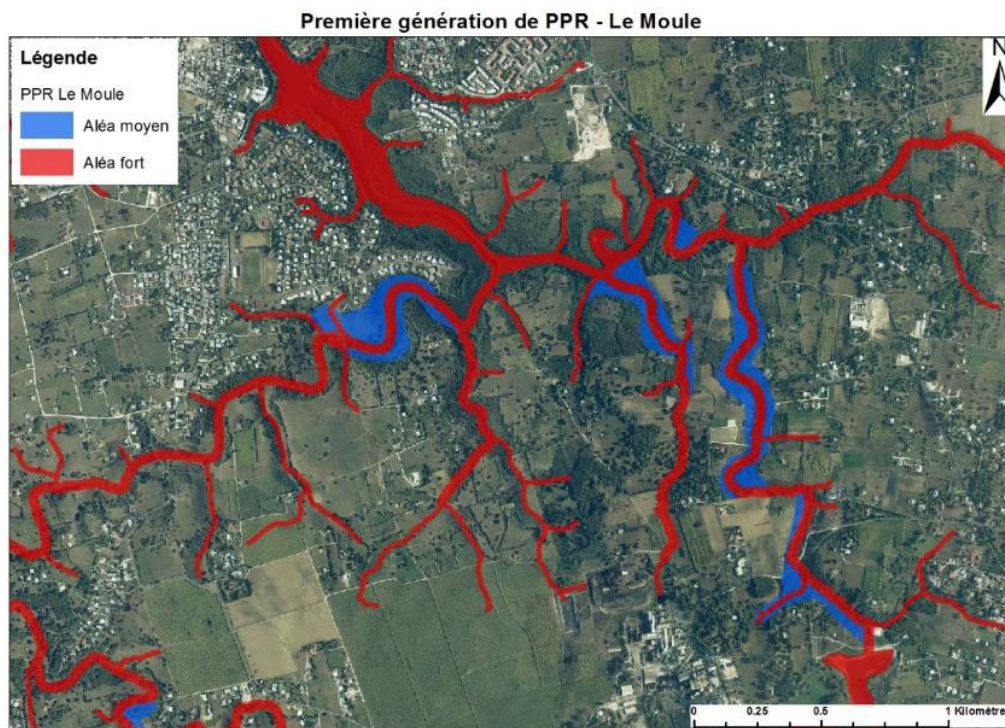 Première génération de PPR - Le Moule
Légende
PPR Le Moule
Aléa moyen
Aléa fort
N
0 0.25 0.5 1 Kilomètre